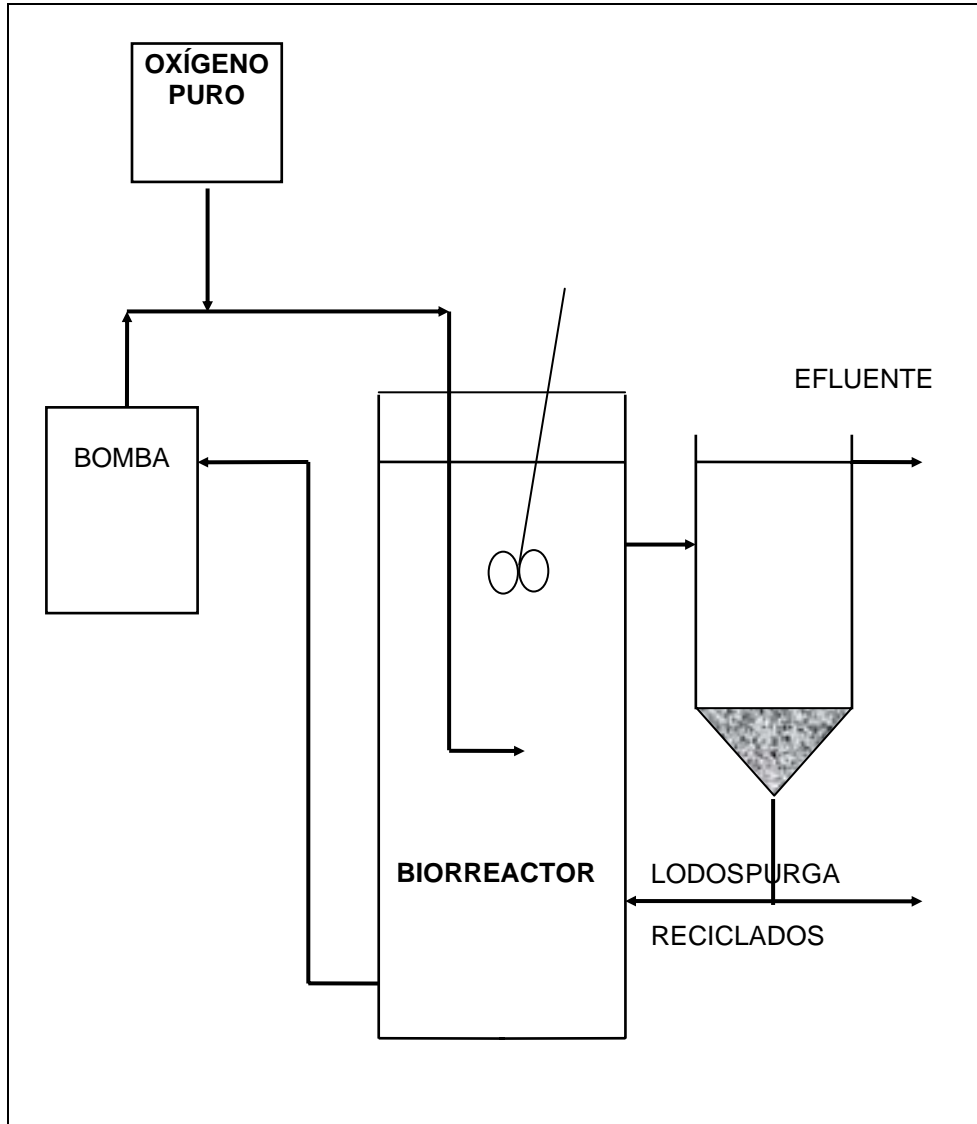 OXÍGENO
PURO
EFLUENTE
BOMBA
BIORREACTOR
LODOSPURGA
RECICLADOS